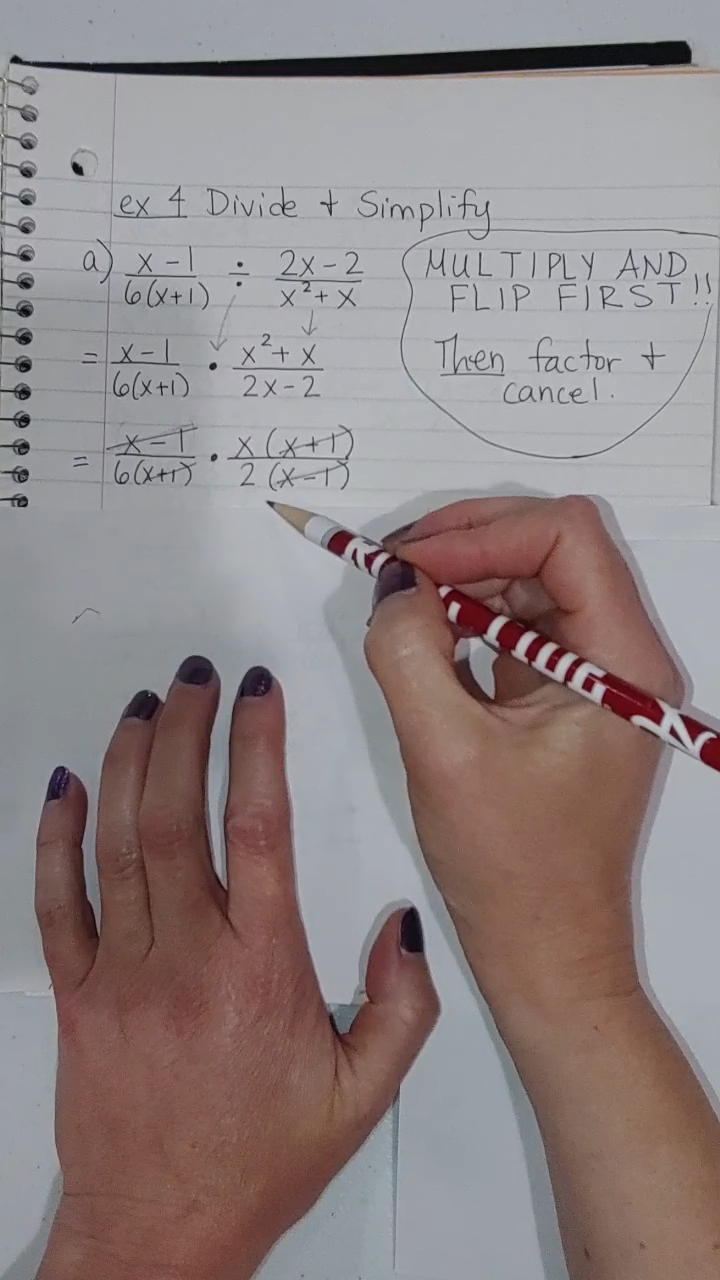 ex 4 Divide + Simplify
a) x - 1 / 6(x+1) ÷ 2x - 2 / x² + x
MULTIPLY AND
FLIP FIRST!!
Then factor +
cancel.
= x - 1 / 6(x+1) • x² + x / 2x - 2
= x - 1 / 6(x+1) • x (x+1) / 2 (x-1)